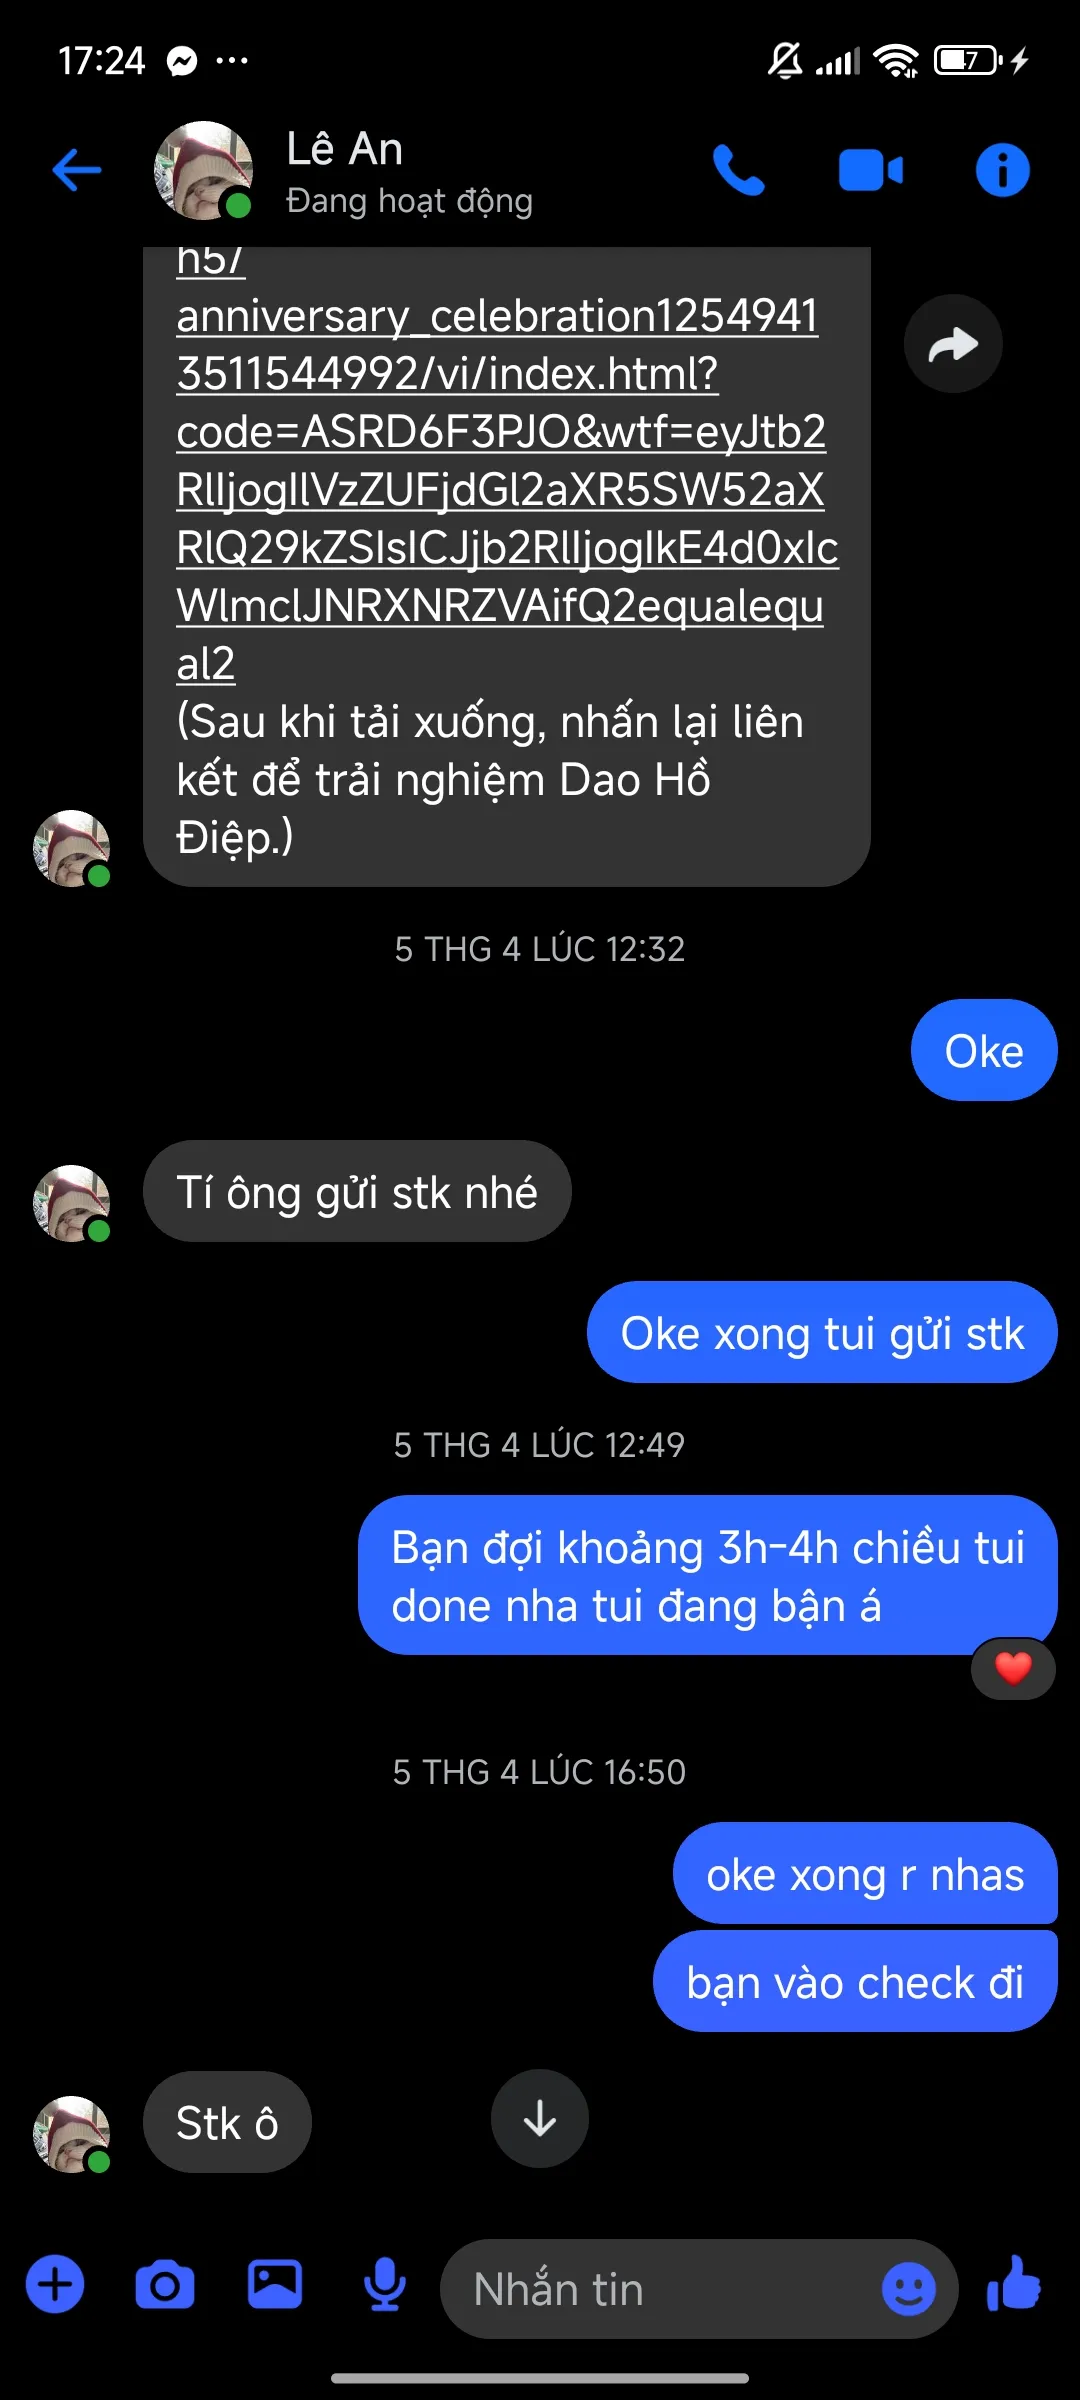 17:24
47
Lê An
Đang hoạt động
h5/
anniversary_celebration1254941
3511544992/vi/index.html?
code=ASRD6F3PJO&wtf=eyJtb2
RlIjogIlVzZUFjdGl2aXR5SW52aX
RlQ29kZSIsICJjb2RlIjogIkE4d0xIc
WlmclJNRXNRZVAifQ2equalequ
al2
(Sau khi tải xuống, nhấn lại liên
kết để trải nghiệm Dao Hồ
Điệp.)
5 THG 4 LÚC 12:32
Oke
Tí ông gửi stk nhé
Oke xong tui gửi stk
5 THG 4 LÚC 12:49
Bạn đợi khoảng 3h-4h chiều tui
done nha tui đang bận á
5 THG 4 LÚC 16:50
oke xong r nhas
bạn vào check đi
Stk ô
Nhắn tin